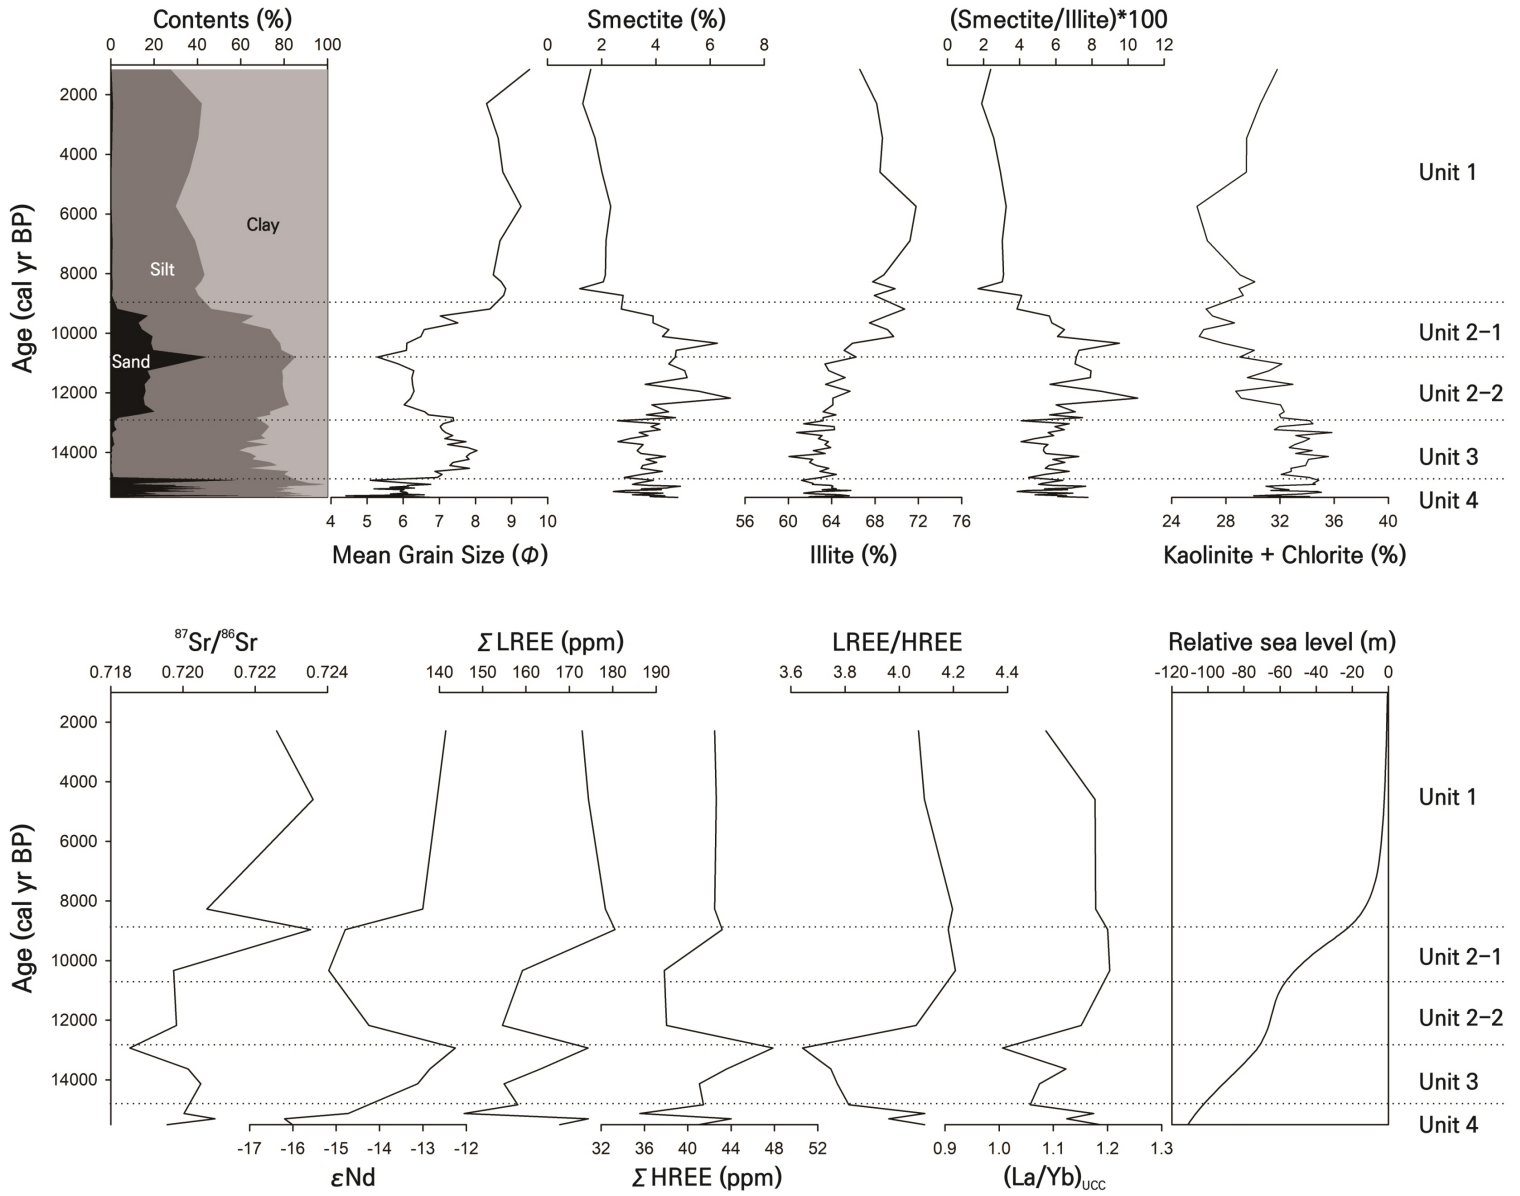 Contents (%) Smectite (%) (Smectite/Illite)*100
0 20 40 60 80 100 0 2 4 6 8 0 2 4 6 8 10 12
Age (cal yr BP)
2000
4000
6000
8000
10000
12000
14000
Clay
Silt
Sand
Unit 1
Unit 2-1
Unit 2-2
Unit 3
Unit 4
4 5 6 7 8 9 10 56 60 64 68 72 76 24 28 32 36 40
Mean Grain Size (Φ) Illite (%) Kaolinite + Chlorite (%)
⁸⁷Sr/⁸⁶Sr ΣLREE (ppm) LREE/HREE Relative sea level (m)
0.718 0.720 0.722 0.724 140 150 160 170 180 190 3.6 3.8 4.0 4.2 4.4 -120 -100 -80 -60 -40 -20 0
Age (cal yr BP)
2000
4000
6000
8000
10000
12000
14000
Unit 1
Unit 2-1
Unit 2-2
Unit 3
Unit 4
-17 -16 -15 -14 -13 -12 32 36 40 44 48 52 0.9 1.0 1.1 1.2 1.3
εNd ΣHREE (ppm) (La/Yb)UCC